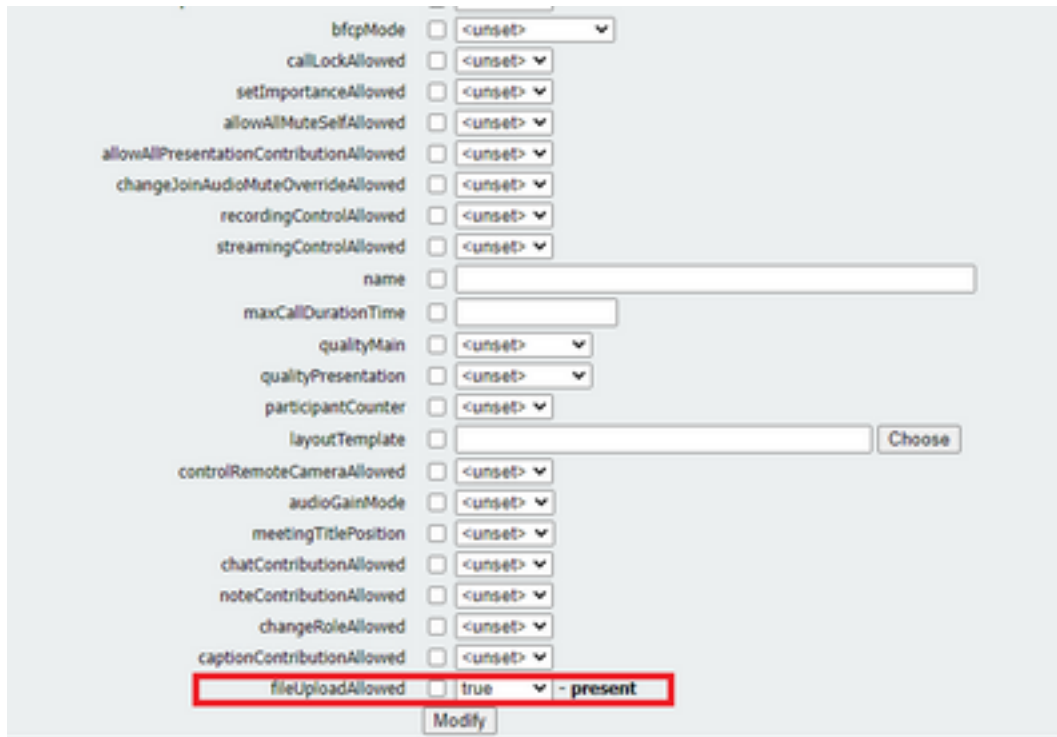 bfcpMode <unset>
callLockAllowed <unset>
setImportanceAllowed <unset>
allowAllMuteSelfAllowed <unset>
allowAllPresentationContributionAllowed <unset>
changeJoinAudioMuteOverrideAllowed <unset>
recordingControlAllowed <unset>
streamingControlAllowed <unset>
name
maxCallDurationTime
qualityMain <unset>
qualityPresentation <unset>
participantCounter <unset>
layoutTemplate Choose
controlRemoteCameraAllowed <unset>
audioGainMode <unset>
meetingTitlePosition <unset>
chatContributionAllowed <unset>
noteContributionAllowed <unset>
changeRoleAllowed <unset>
captionContributionAllowed <unset>
fileUploadAllowed true - present
Modify